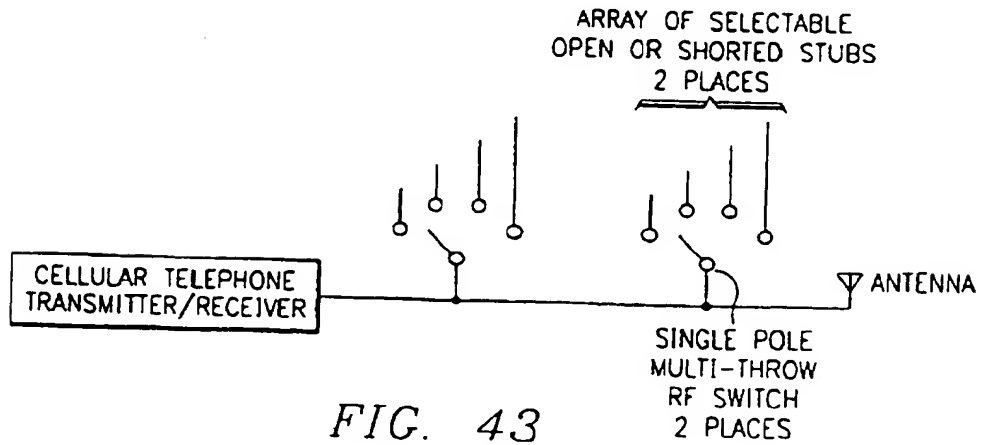 ARRAY OF SELECTABLE
OPEN OR SHORTED STUBS
2 PLACES
CELLULAR TELEPHONE
TRANSMITTER/RECEIVER
ANTENNA
SINGLE POLE
MULTI-THROW
RF SWITCH
2 PLACES
FIG. 43